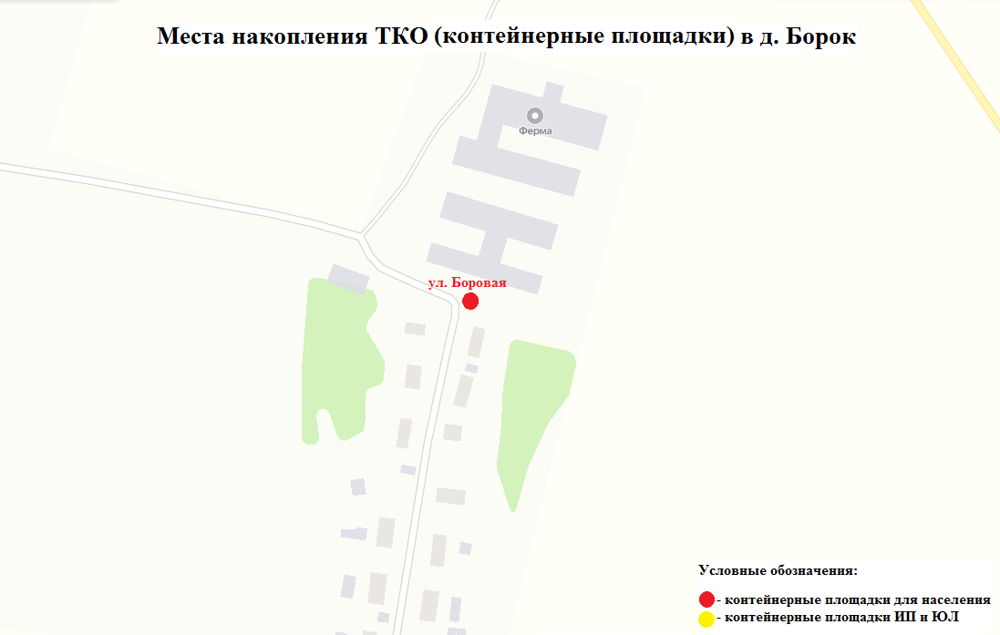 Места накопления ТКО (контейнерные площадки) в д. Борок
Ферма
ул. Боровая
Условные обозначения:
- контейнерные площадки для населения
- контейнерные площадки ИП и ЮЛ